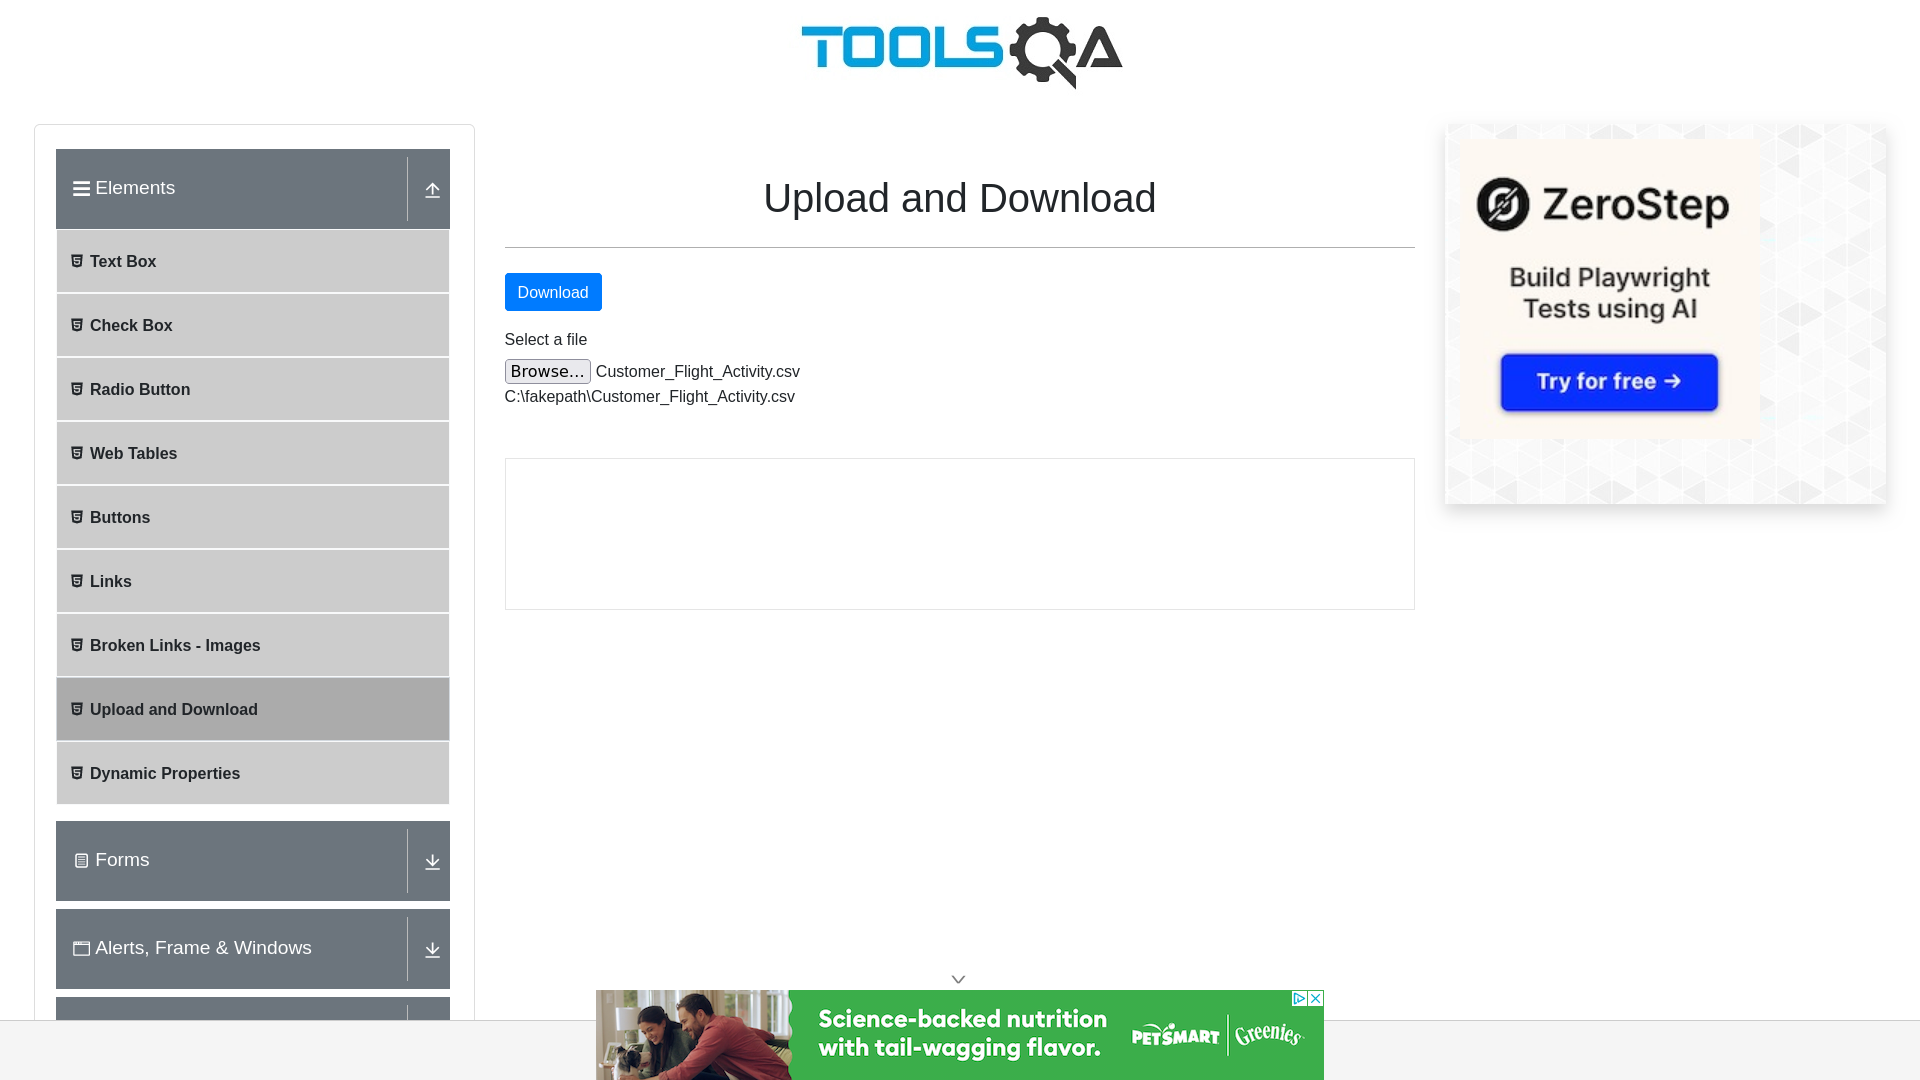 TOOLSQA
Elements
Text Box
Check Box
Radio Button
Web Tables
Buttons
Links
Broken Links - Images
Upload and Download
Dynamic Properties
Forms
Alerts, Frame & Windows
Upload and Download
Download
Select a file
Browse... Customer_Flight_Activity.csv
C:\fakepath\Customer_Flight_Activity.csv
ZeroStep
Build Playwright
Tests using AI
Try for free →
Science-backed nutrition
with tail-wagging flavor.
PETSMART Greenies